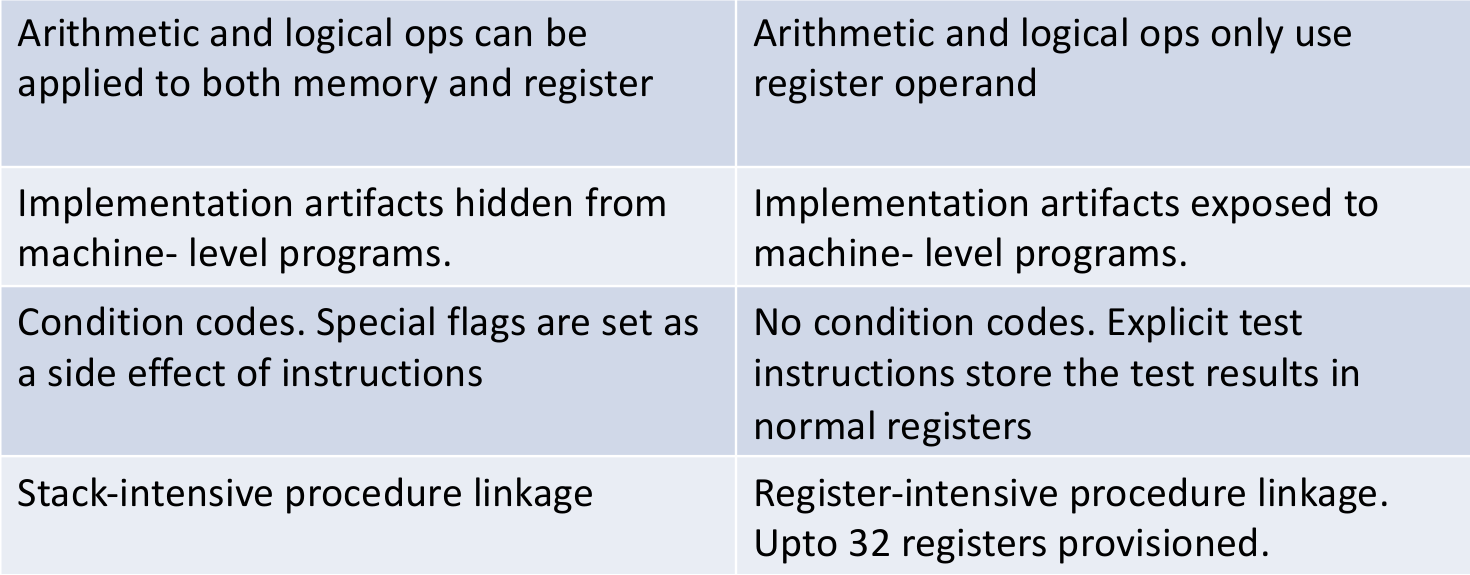 Arithmetic and logical ops can be
applied to both memory and register
Arithmetic and logical ops only use
register operand
Implementation artifacts hidden from
machine- level programs.
Implementation artifacts exposed to
machine- level programs.
Condition codes. Special flags are set as
a side effect of instructions
No condition codes. Explicit test
instructions store the test results in
normal registers
Stack-intensive procedure linkage
Register-intensive procedure linkage.
Upto 32 registers provisioned.